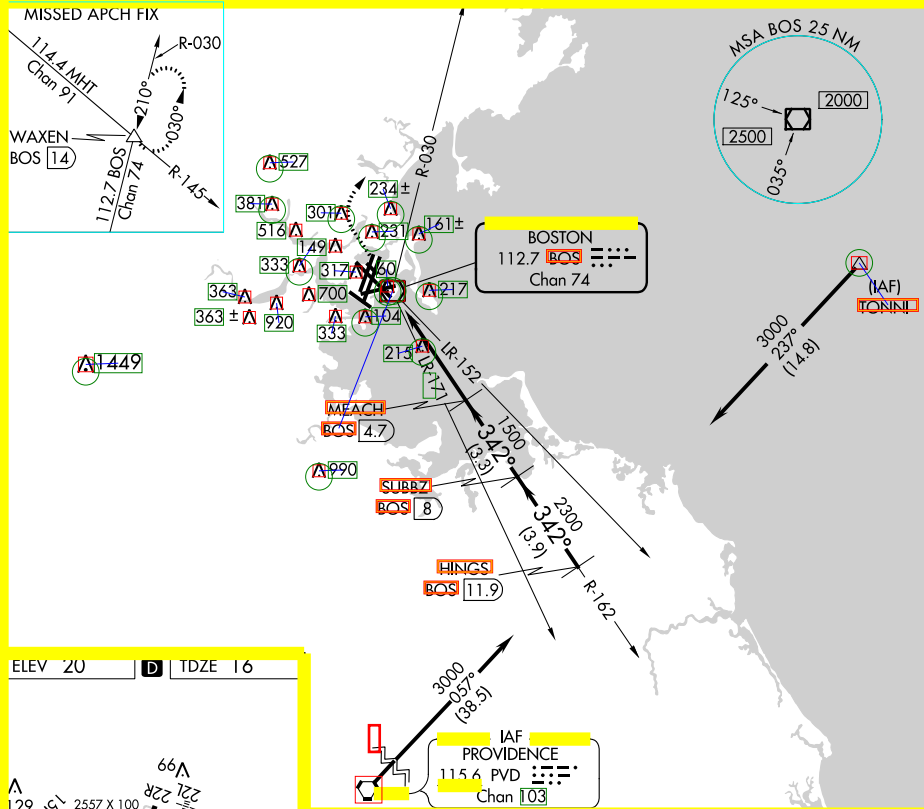 MISSED APCH FIX
R-030
114.4 MHT
Chan 91
210°
030°
WAXEN
BOS 14
112.7 BOS
Chan 74
R-145
MSA BOS 25 NM
125°
2000
2500
035°
R-030
527
381
301
234 ±
516
231
161 ±
149
333
317
60
363
700
217
363 ±
920
333
104
1449
215
990
BOSTON
112.7 BOS
Chan 74
(IAF)
TONNI
3000
237°
(14.8)
LR-152
LR-171
MEACH
BOS 4.7
1500
342°
(3.3)
SUBBZ
BOS 8
2300
342°
(3.9)
HINGS
BOS 11.9
R-162
3000
057°
(38.5)
IAF
PROVIDENCE
115.6 PVD
Chan 103
ELEV 20
D TDZE 16
99
22L
22R
129
2557 X 100